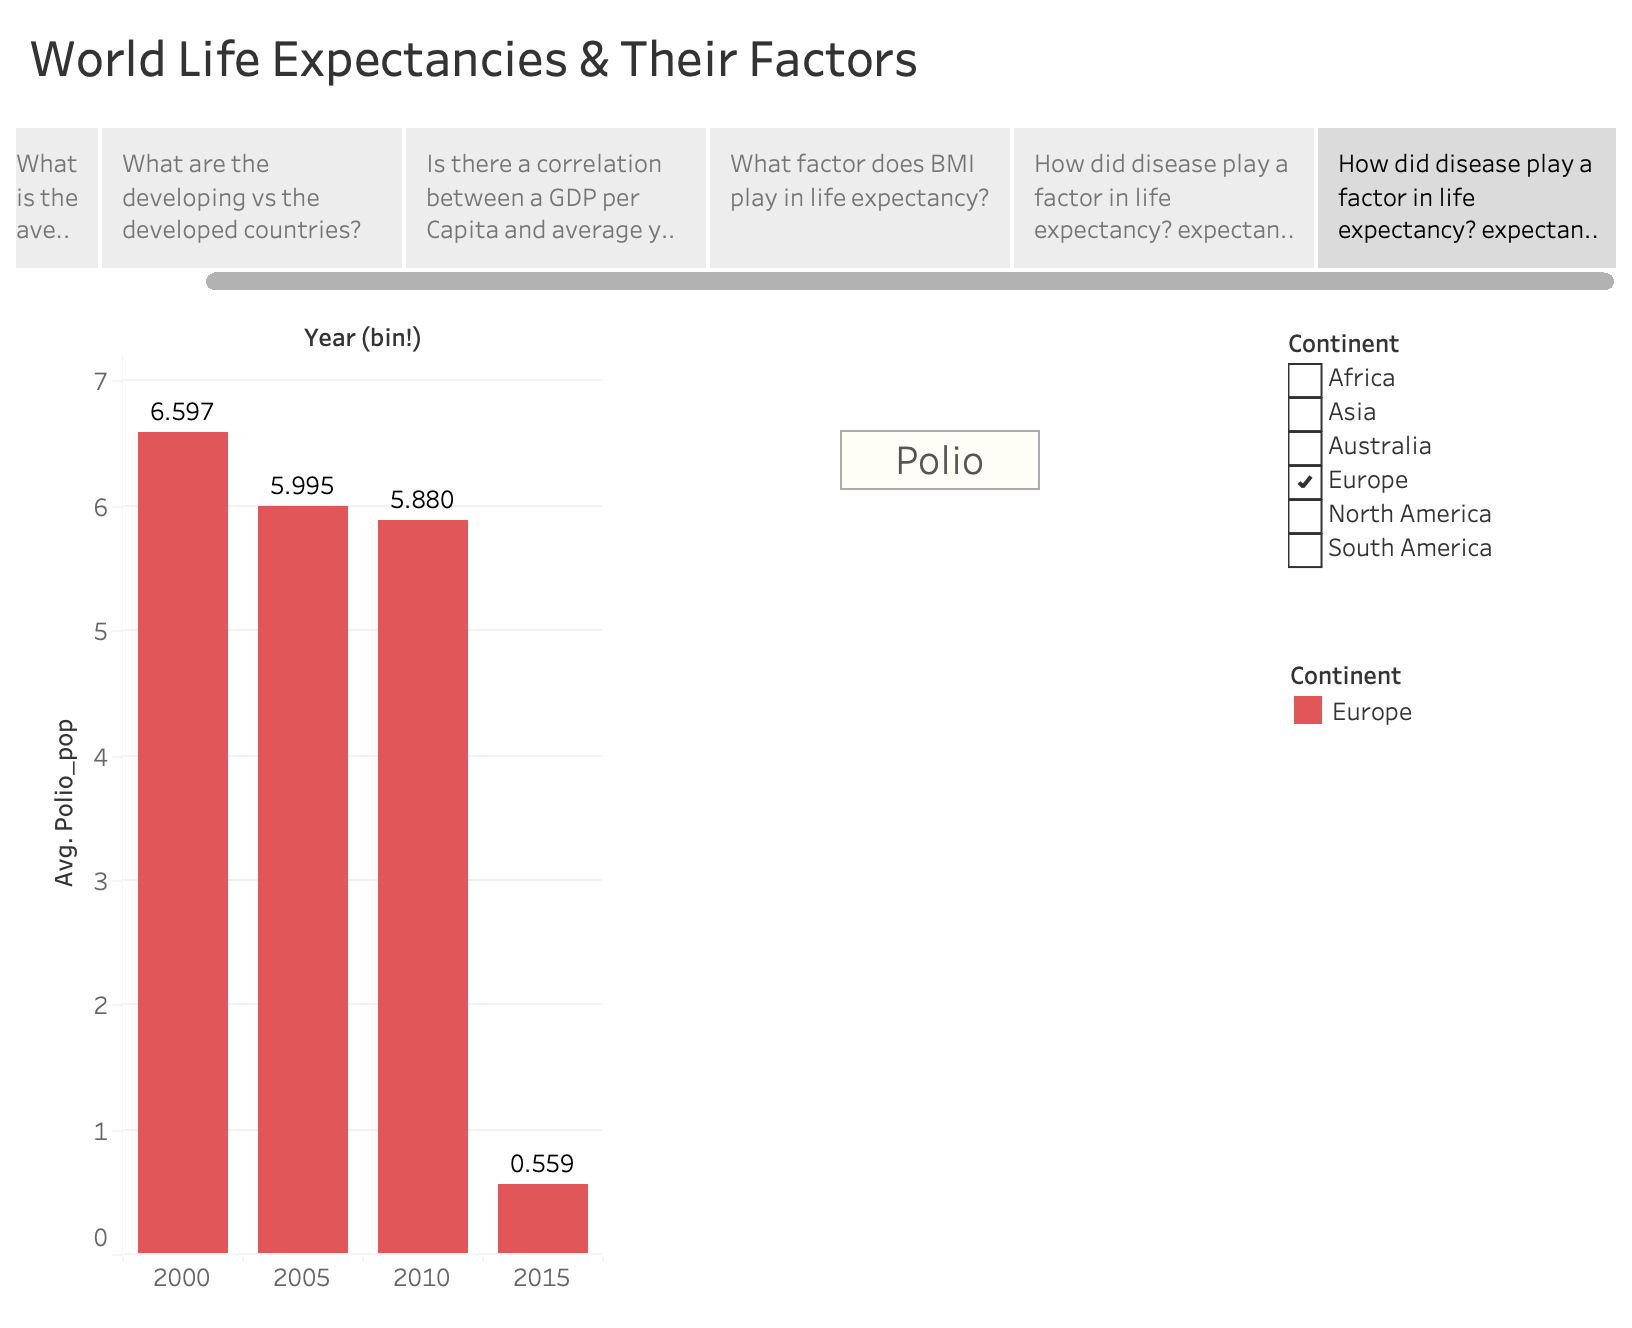 World Life Expectancies & Their Factors
What
is the
ave..
What are the
developing vs the
developed countries?
Is there a correlation
between a GDP per
Capita and average y..
What factor does BMI
play in life expectancy?
How did disease play a
factor in life
expectancy? expectan..
How did disease play a
factor in life
expectancy? expectan..
Year (bin!)
7
6
5
4
3
2
1
0
Avg. Polio_pop
6.597
5.995
5.880
0.559
2000
2005
2010
2015
Polio
Continent
Africa
Asia
Australia
Europe
North America
South America
Continent
Europe